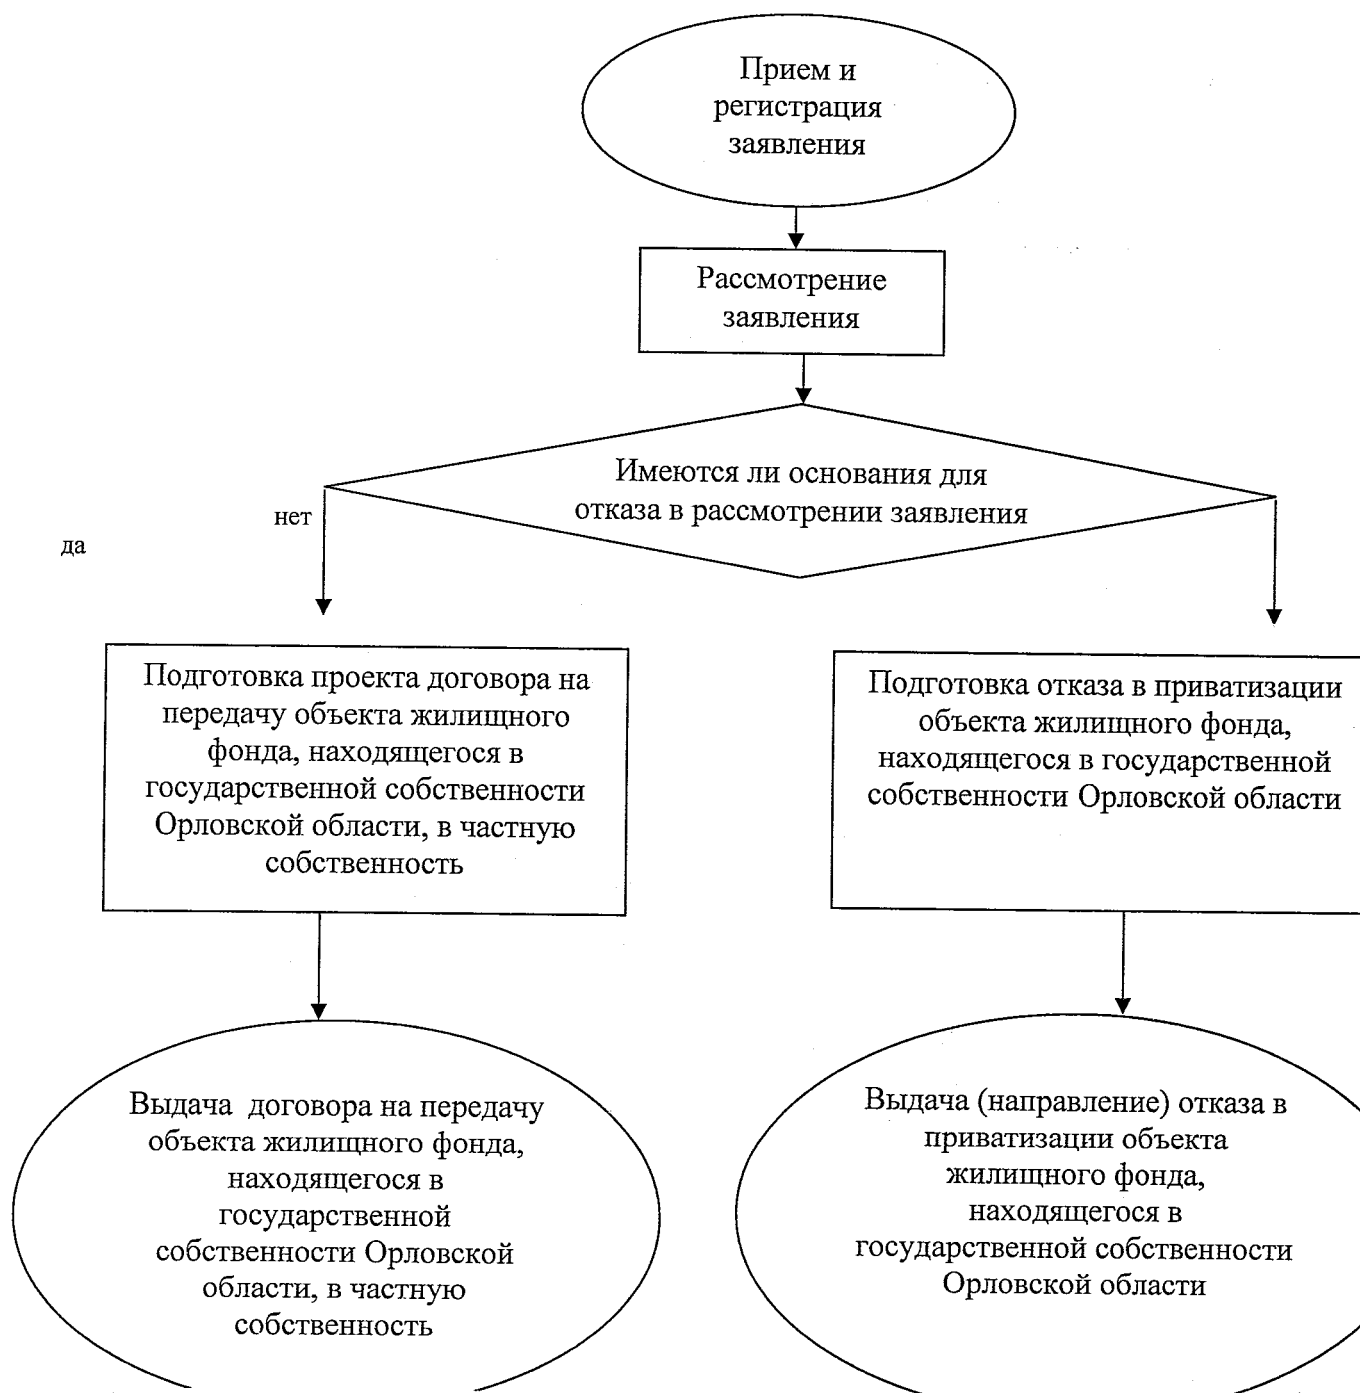 Прием и
регистрация
заявления
Рассмотрение
заявления
Имеются ли основания для
отказа в рассмотрении заявления
нет
да
Подготовка проекта договора на
передачу объекта жилищного
фонда, находящегося в
государственной собственности
Орловской области, в частную
собственность
Подготовка отказа в приватизации
объекта жилищного фонда,
находящегося в государственной
собственности Орловской области
Выдача  договора на передачу
объекта жилищного фонда,
находящегося в
государственной
собственности Орловской
области, в частную
собственность
Выдача (направление) отказа в
приватизации объекта
жилищного фонда,
находящегося в
государственной собственности
Орловской области